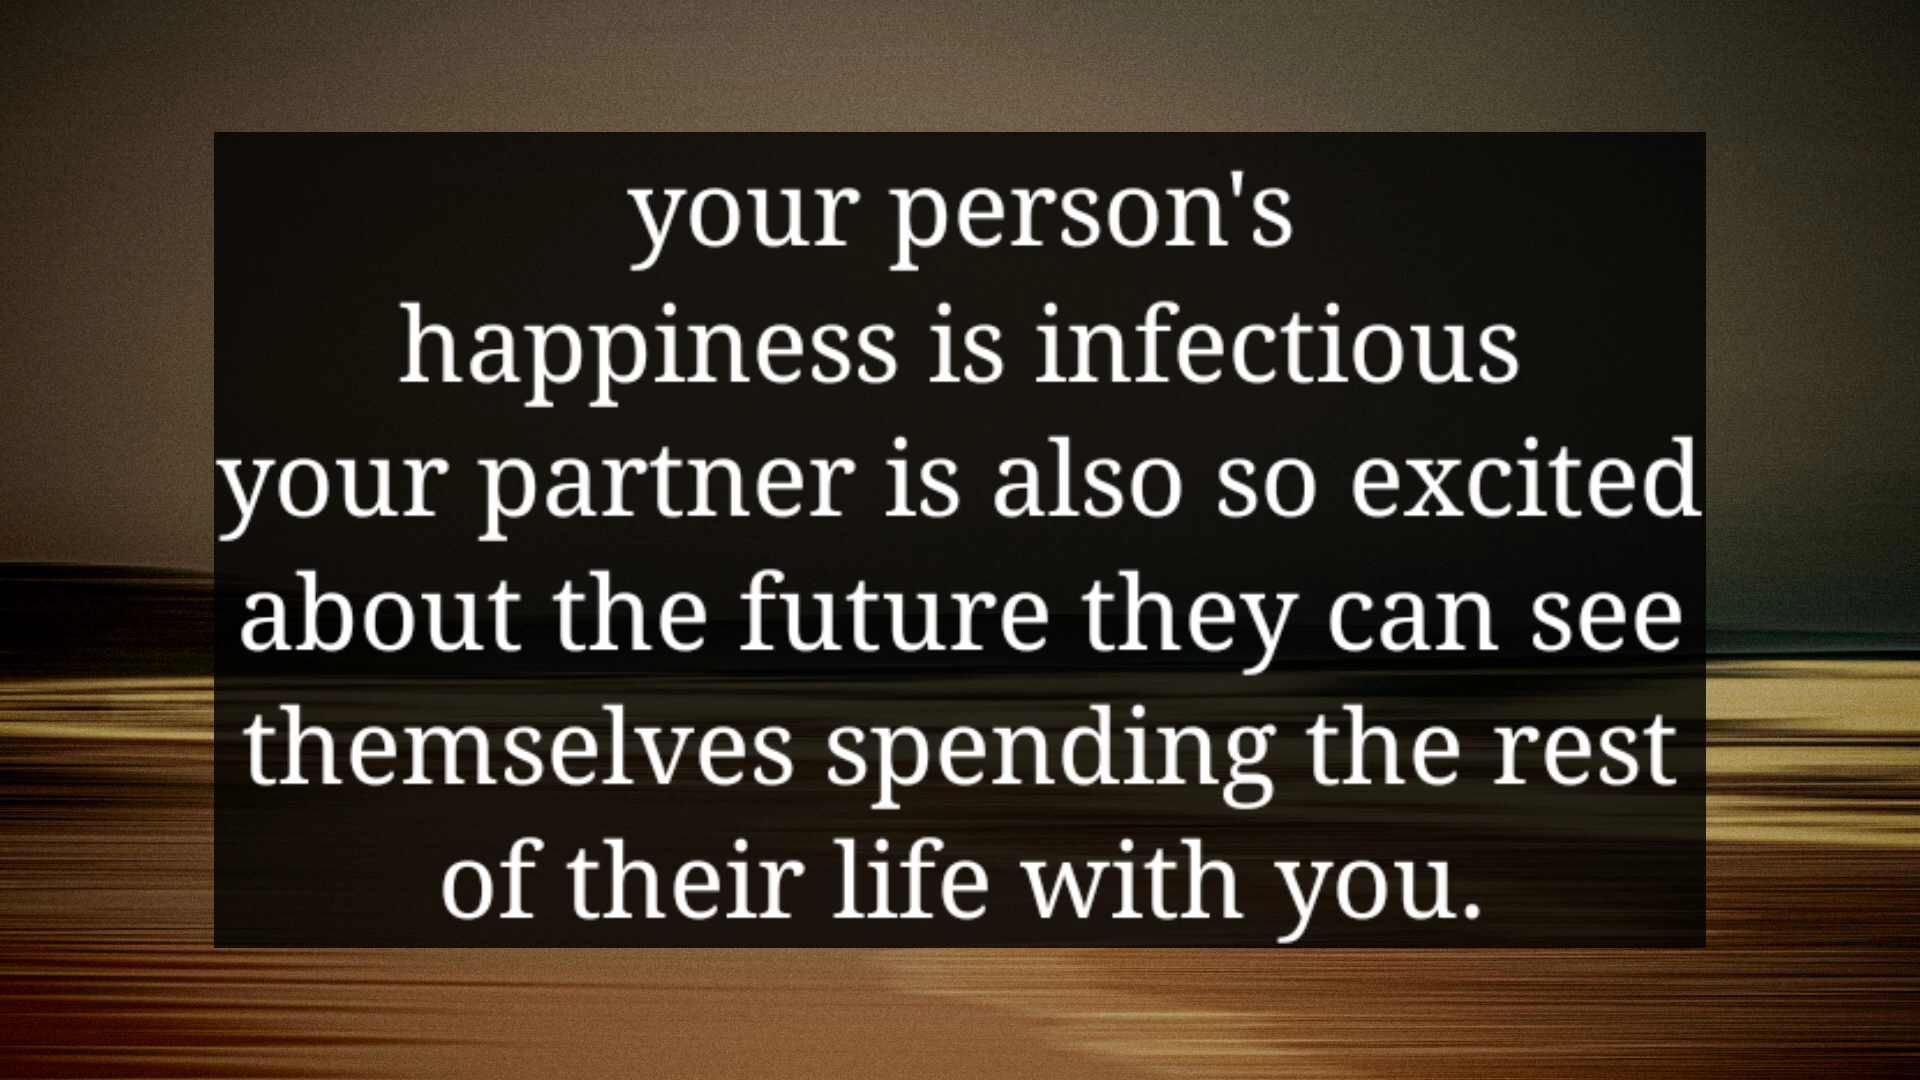 your person's
happiness is infectious
your partner is also so excited
about the future they can see
themselves spending the rest
of their life with you.